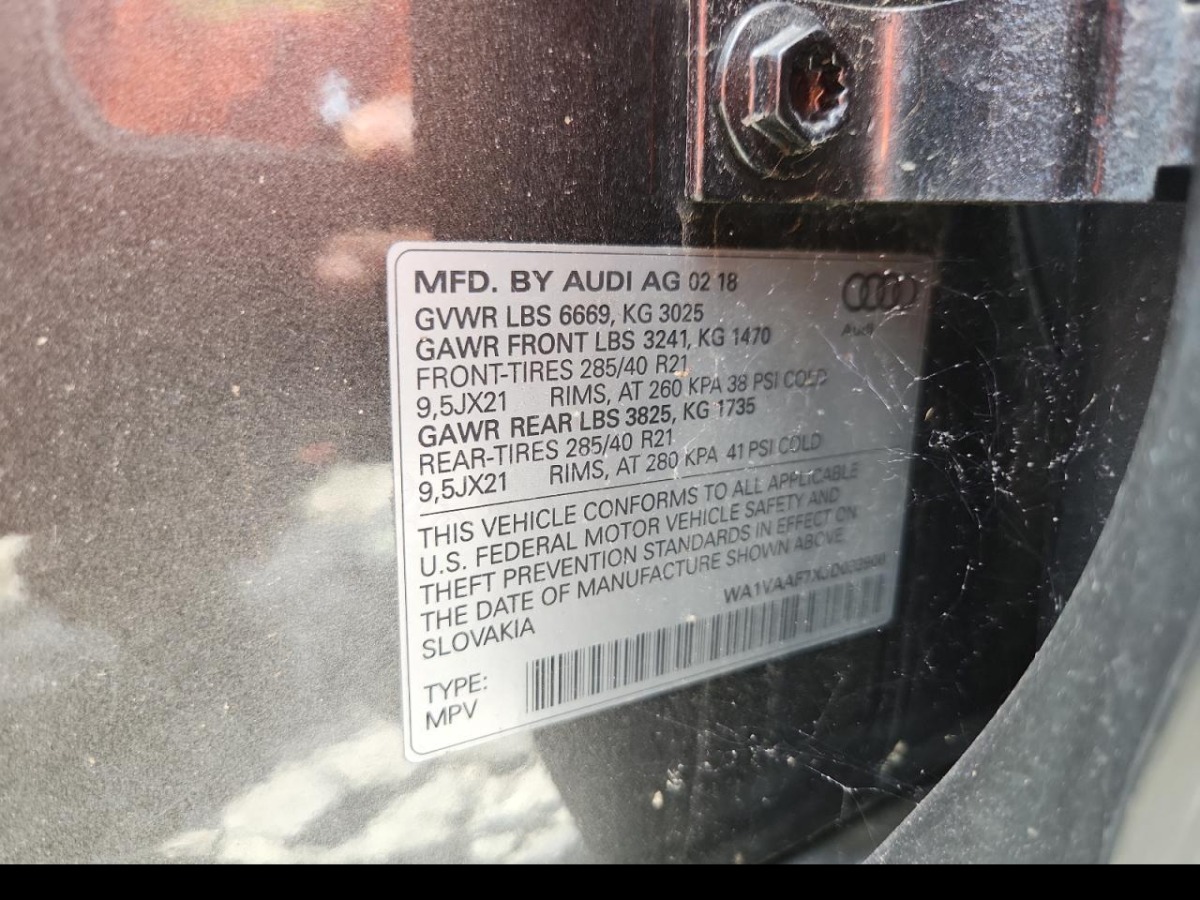 MFD. BY AUDI AG 02 18
GVWR LBS 6669, KG 3025
GAWR FRONT LBS 3241, KG 1470
FRONT-TIRES 285/40 R21
9,5JX21 RIMS, AT 260 KPA 38 PSI COLD
GAWR REAR LBS 3825, KG 1735
REAR-TIRES 285/40 R21
9,5JX21 RIMS, AT 280 KPA 41 PSI COLD
THIS VEHICLE CONFORMS TO ALL APPLICABLE
U.S. FEDERAL MOTOR VEHICLE SAFETY AND
THEFT PREVENTION STANDARDS IN EFFECT ON
THE DATE OF MANUFACTURE SHOWN ABOVE.
SLOVAKIA
TYPE:
MPV
Audi